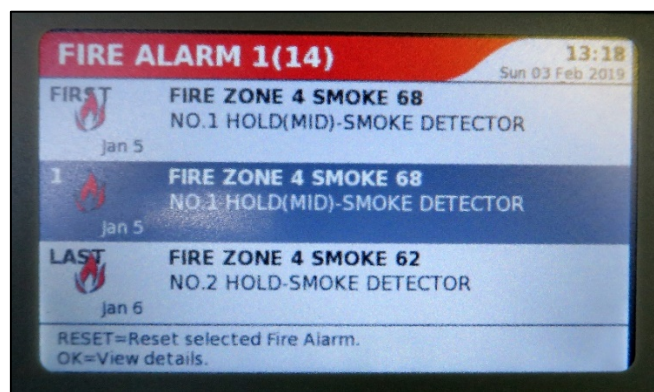 FIRE ALARM 1(14)
13:18
Sun 03 Feb 2019
FIRST
FIRE ZONE 4 SMOKE 68
NO.1 HOLD(MID)-SMOKE DETECTOR
Jan 5
1
FIRE ZONE 4 SMOKE 68
NO.1 HOLD(MID)-SMOKE DETECTOR
Jan 5
LAST
FIRE ZONE 4 SMOKE 62
NO.2 HOLD-SMOKE DETECTOR
Jan 6
RESET=Reset selected Fire Alarm.
OK=View details.